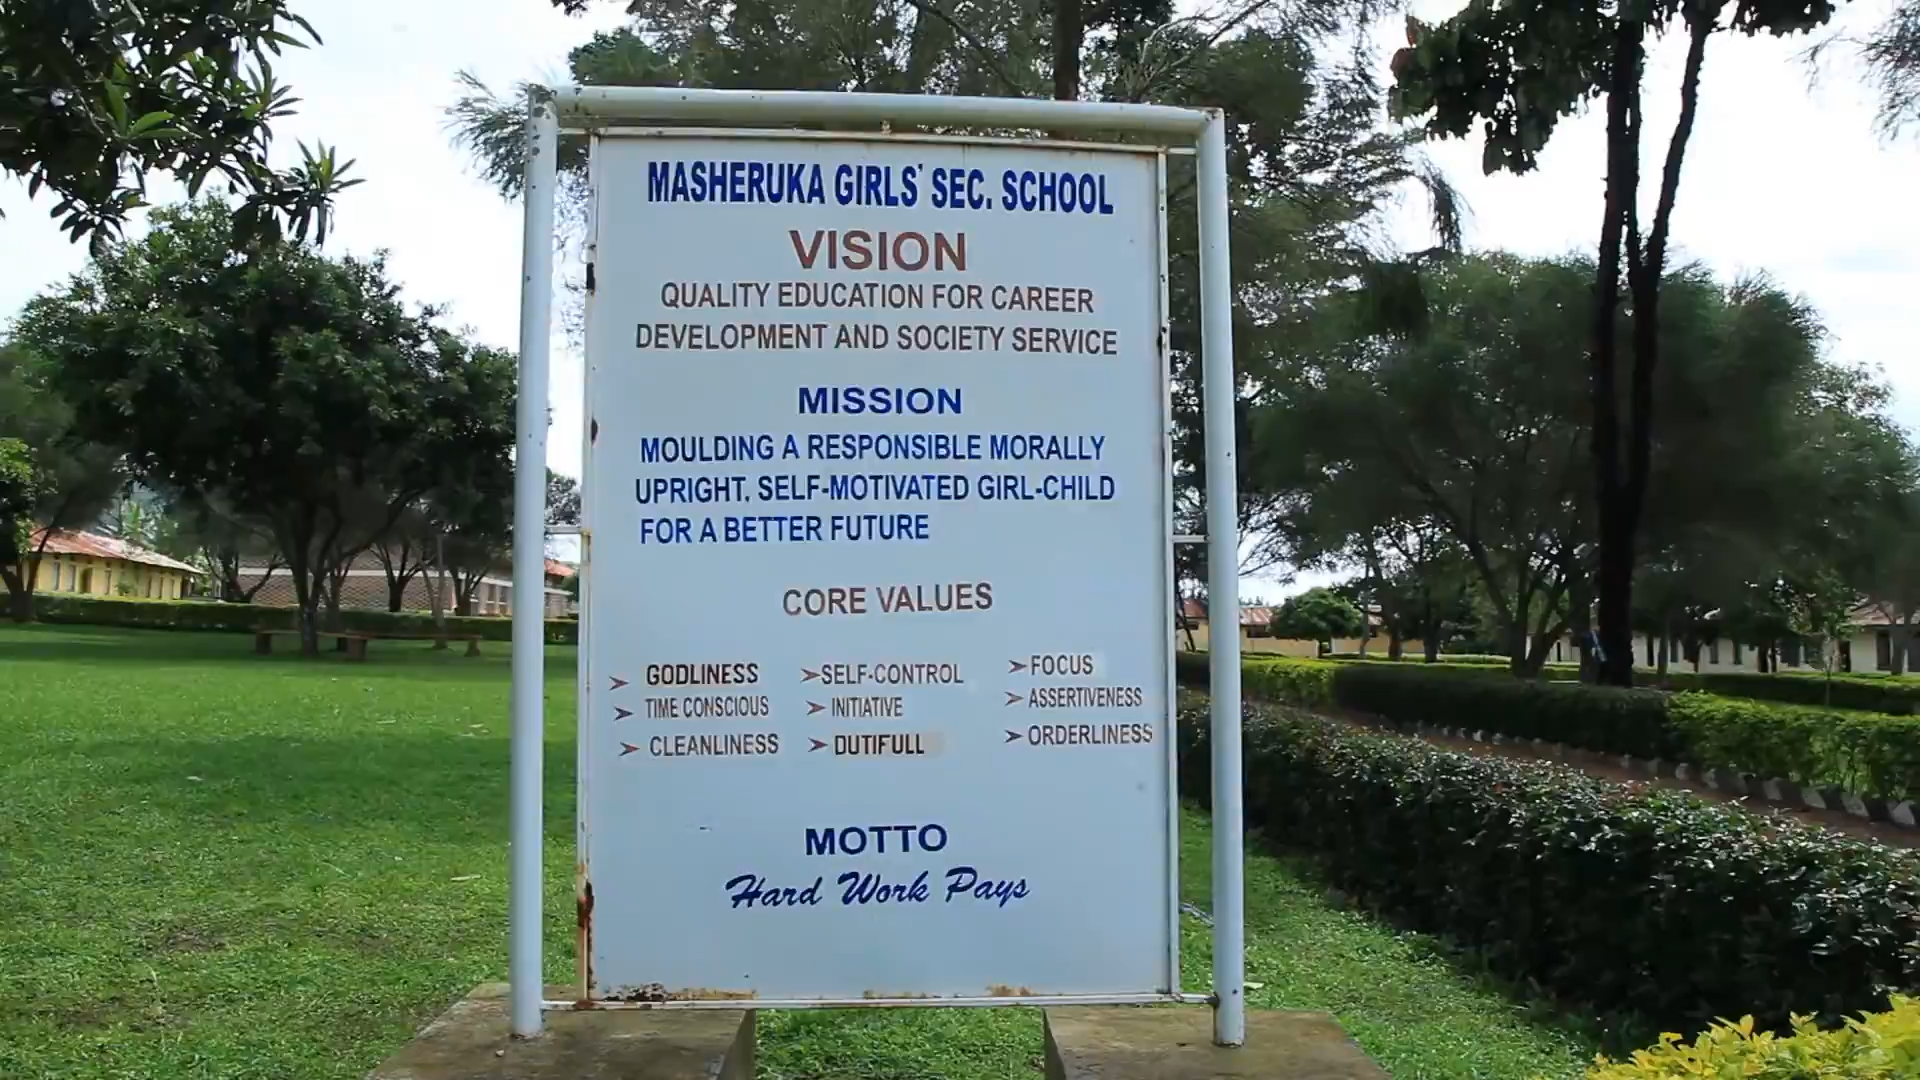 MASHERUKA GIRLS' SEC. SCHOOL
VISION
QUALITY EDUCATION FOR CAREER
DEVELOPMENT AND SOCIETY SERVICE
MISSION
MOULDING A RESPONSIBLE MORALLY
UPRIGHT. SELF-MOTIVATED GIRL-CHILD
FOR A BETTER FUTURE
CORE VALUES
➢ GODLINESS ➢ SELF-CONTROL ➢ FOCUS
➢ TIME CONSCIOUS ➢ INITIATIVE ➢ ASSERTIVENESS
➢ CLEANLINESS ➢ DUTIFULL ➢ ORDERLINESS
MOTTO
Hard Work Pays